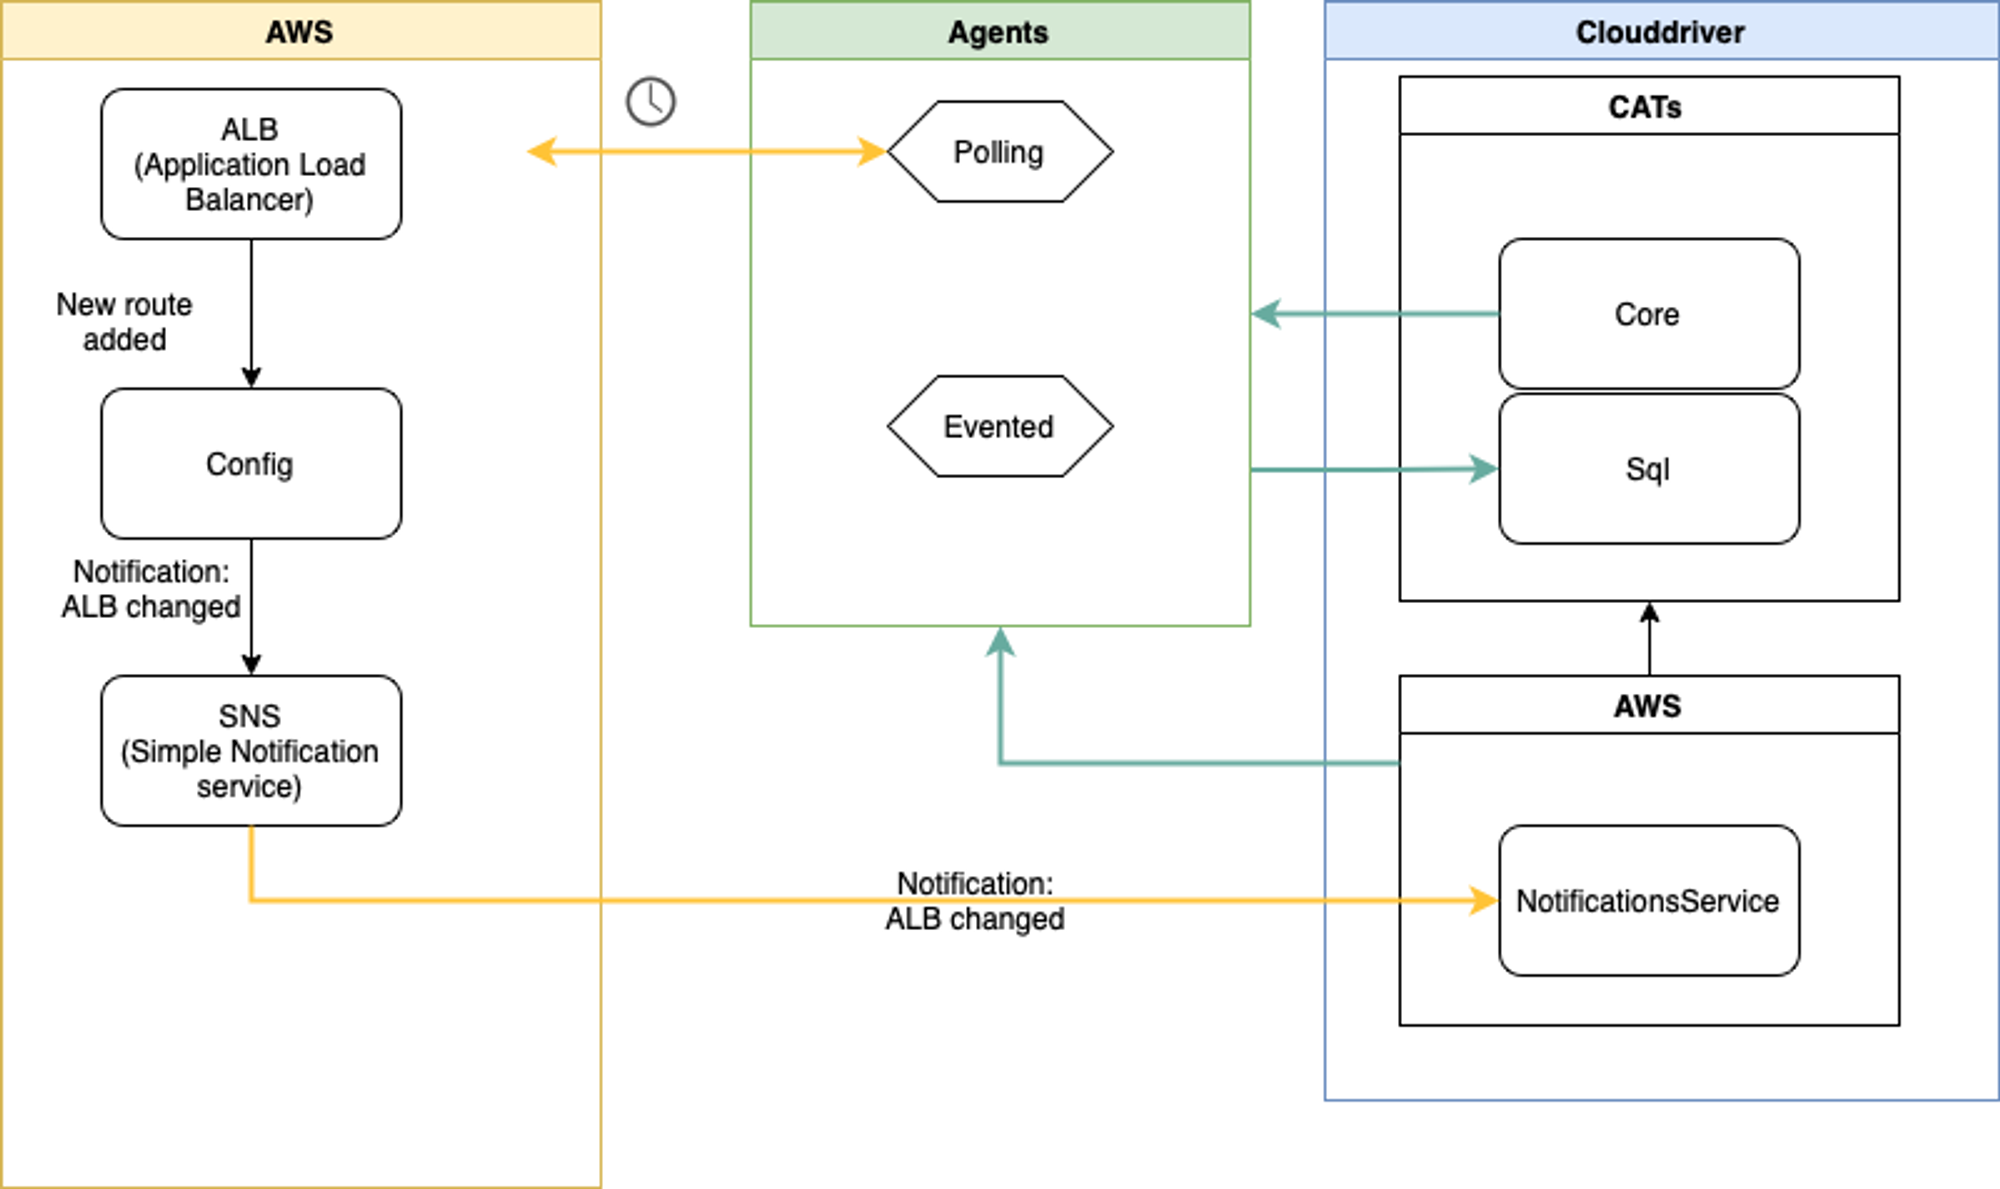 AWS
ALB
(Application Load
Balancer)
New route
added
Config
Notification:
ALB changed
SNS
(Simple Notification
service)
Agents
Polling
Evented
Notification:
ALB changed
Clouddriver
CATs
Core
Sql
AWS
NotificationsService